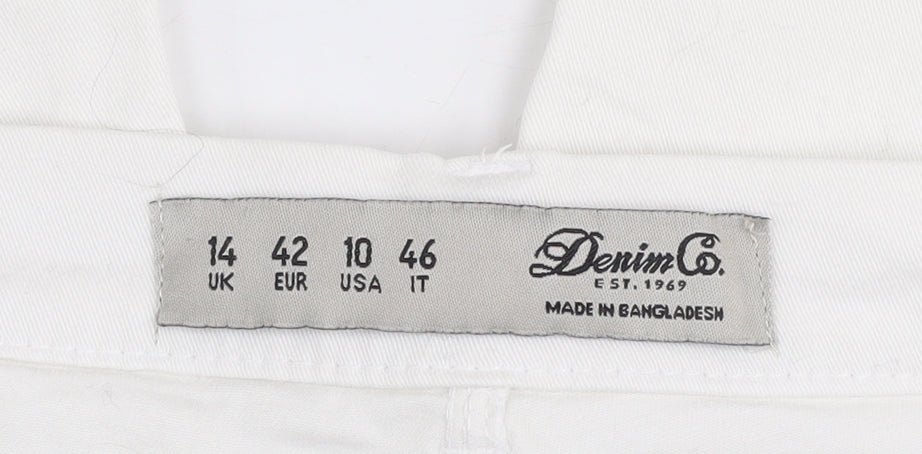 14 42 10 46
UK EUR USA IT
Denim Co.
EST. 1969
MADE IN BANGLADESH